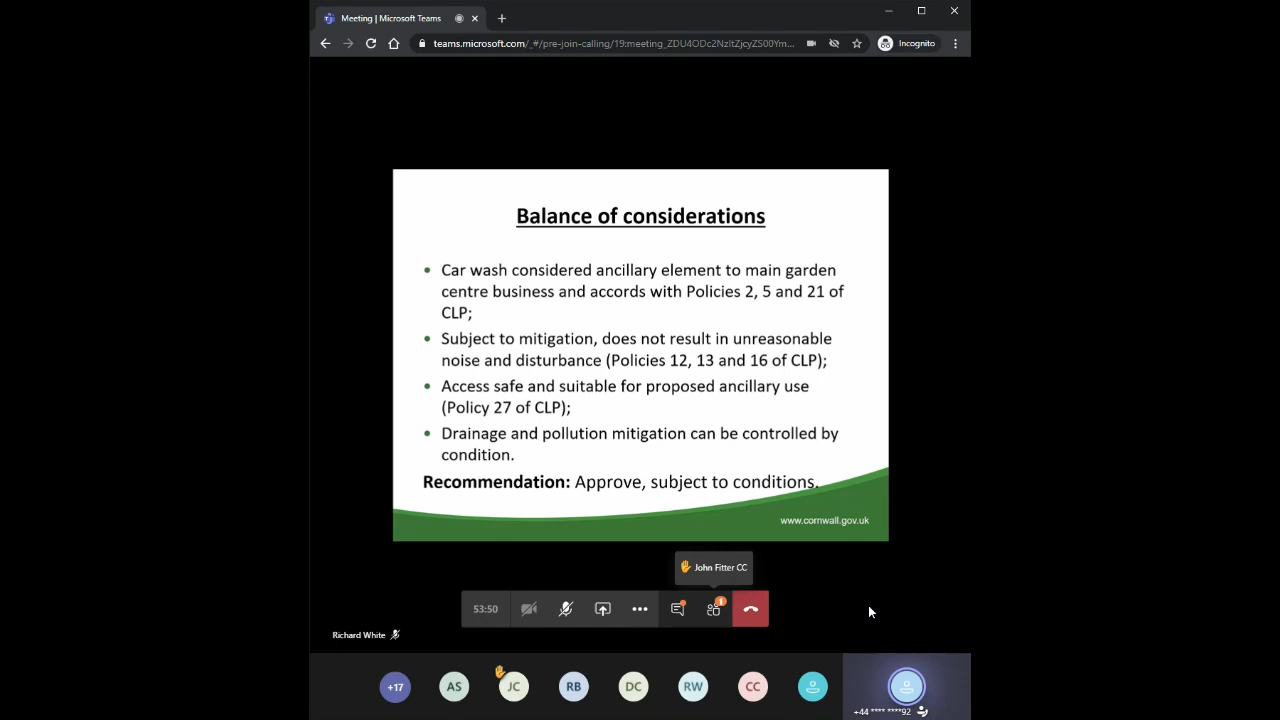 Meeting | Microsoft Teams
teams.microsoft.com/_#/pre-join-calling/19:meeting_ZDU4ODc2NzItZjcyZS00Ym...
Incognito
Balance of considerations
• Car wash considered ancillary element to main garden
centre business and accords with Policies 2, 5 and 21 of
CLP;
• Subject to mitigation, does not result in unreasonable
noise and disturbance (Policies 12, 13 and 16 of CLP);
• Access safe and suitable for proposed ancillary use
(Policy 27 of CLP);
• Drainage and pollution mitigation can be controlled by
condition.
Recommendation: Approve, subject to conditions.
www.cornwall.gov.uk
John Fitter CC
53:50
1
Richard White
+17 AS JC RB DC RW CC
+44 **** ****92